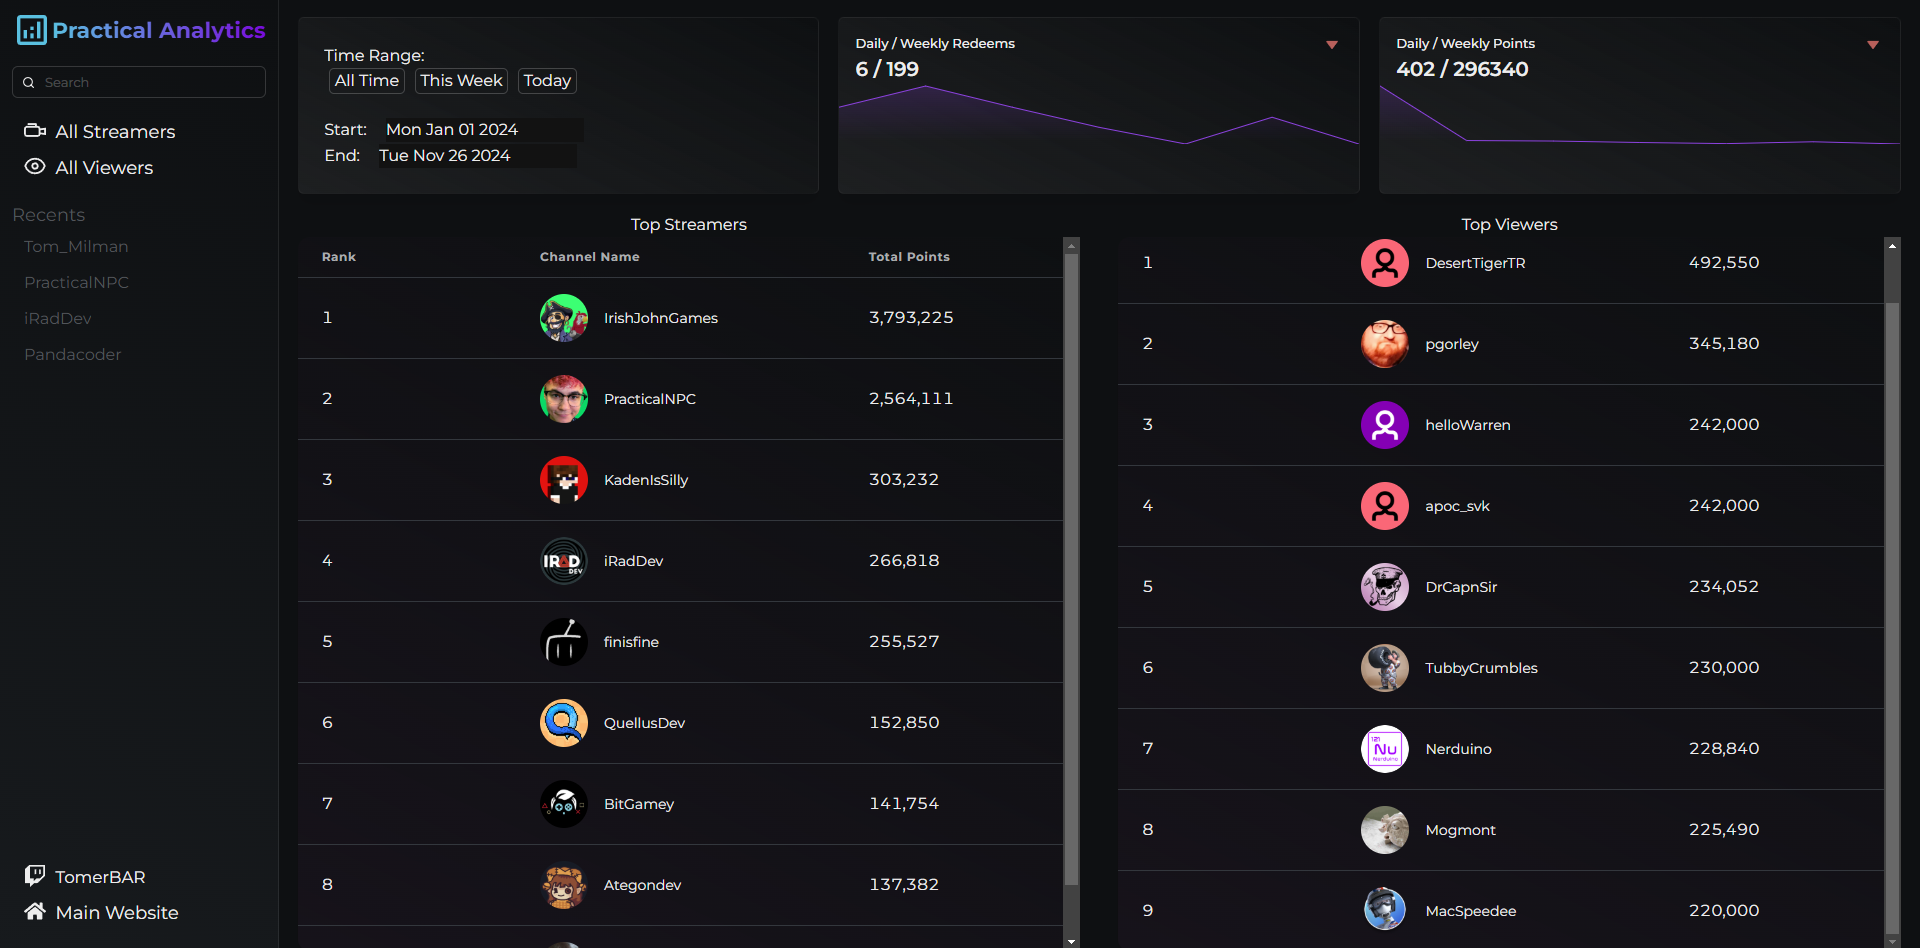 Practical Analytics
Search
All Streamers
All Viewers
Recents
Tom_Milman
PracticalNPC
iRadDev
Pandacoder
TomerBAR
Main Website
Time Range:
All Time This Week Today
Start: Mon Jan 01 2024
End: Tue Nov 26 2024
Daily / Weekly Redeems
6 / 199
Daily / Weekly Points
402 / 296340
Top Streamers
Rank Channel Name Total Points
1 IrishJohnGames 3,793,225
2 PracticalNPC 2,564,111
3 KadenIsSilly 303,232
4 IRAD DEV iRadDev 266,818
5 finisfine 255,527
6 QuellusDev 152,850
7 BitGamey 141,754
8 Ategondev 137,382
Top Viewers
1 DesertTigerTR 492,550
2 pgorley 345,180
3 helloWarren 242,000
4 apoc_svk 242,000
5 DrCapnSir 234,052
6 TubbyCrumbles 230,000
7 121 Nu Nerduino Nerduino 228,840
8 Mogmont 225,490
9 MacSpeedee 220,000